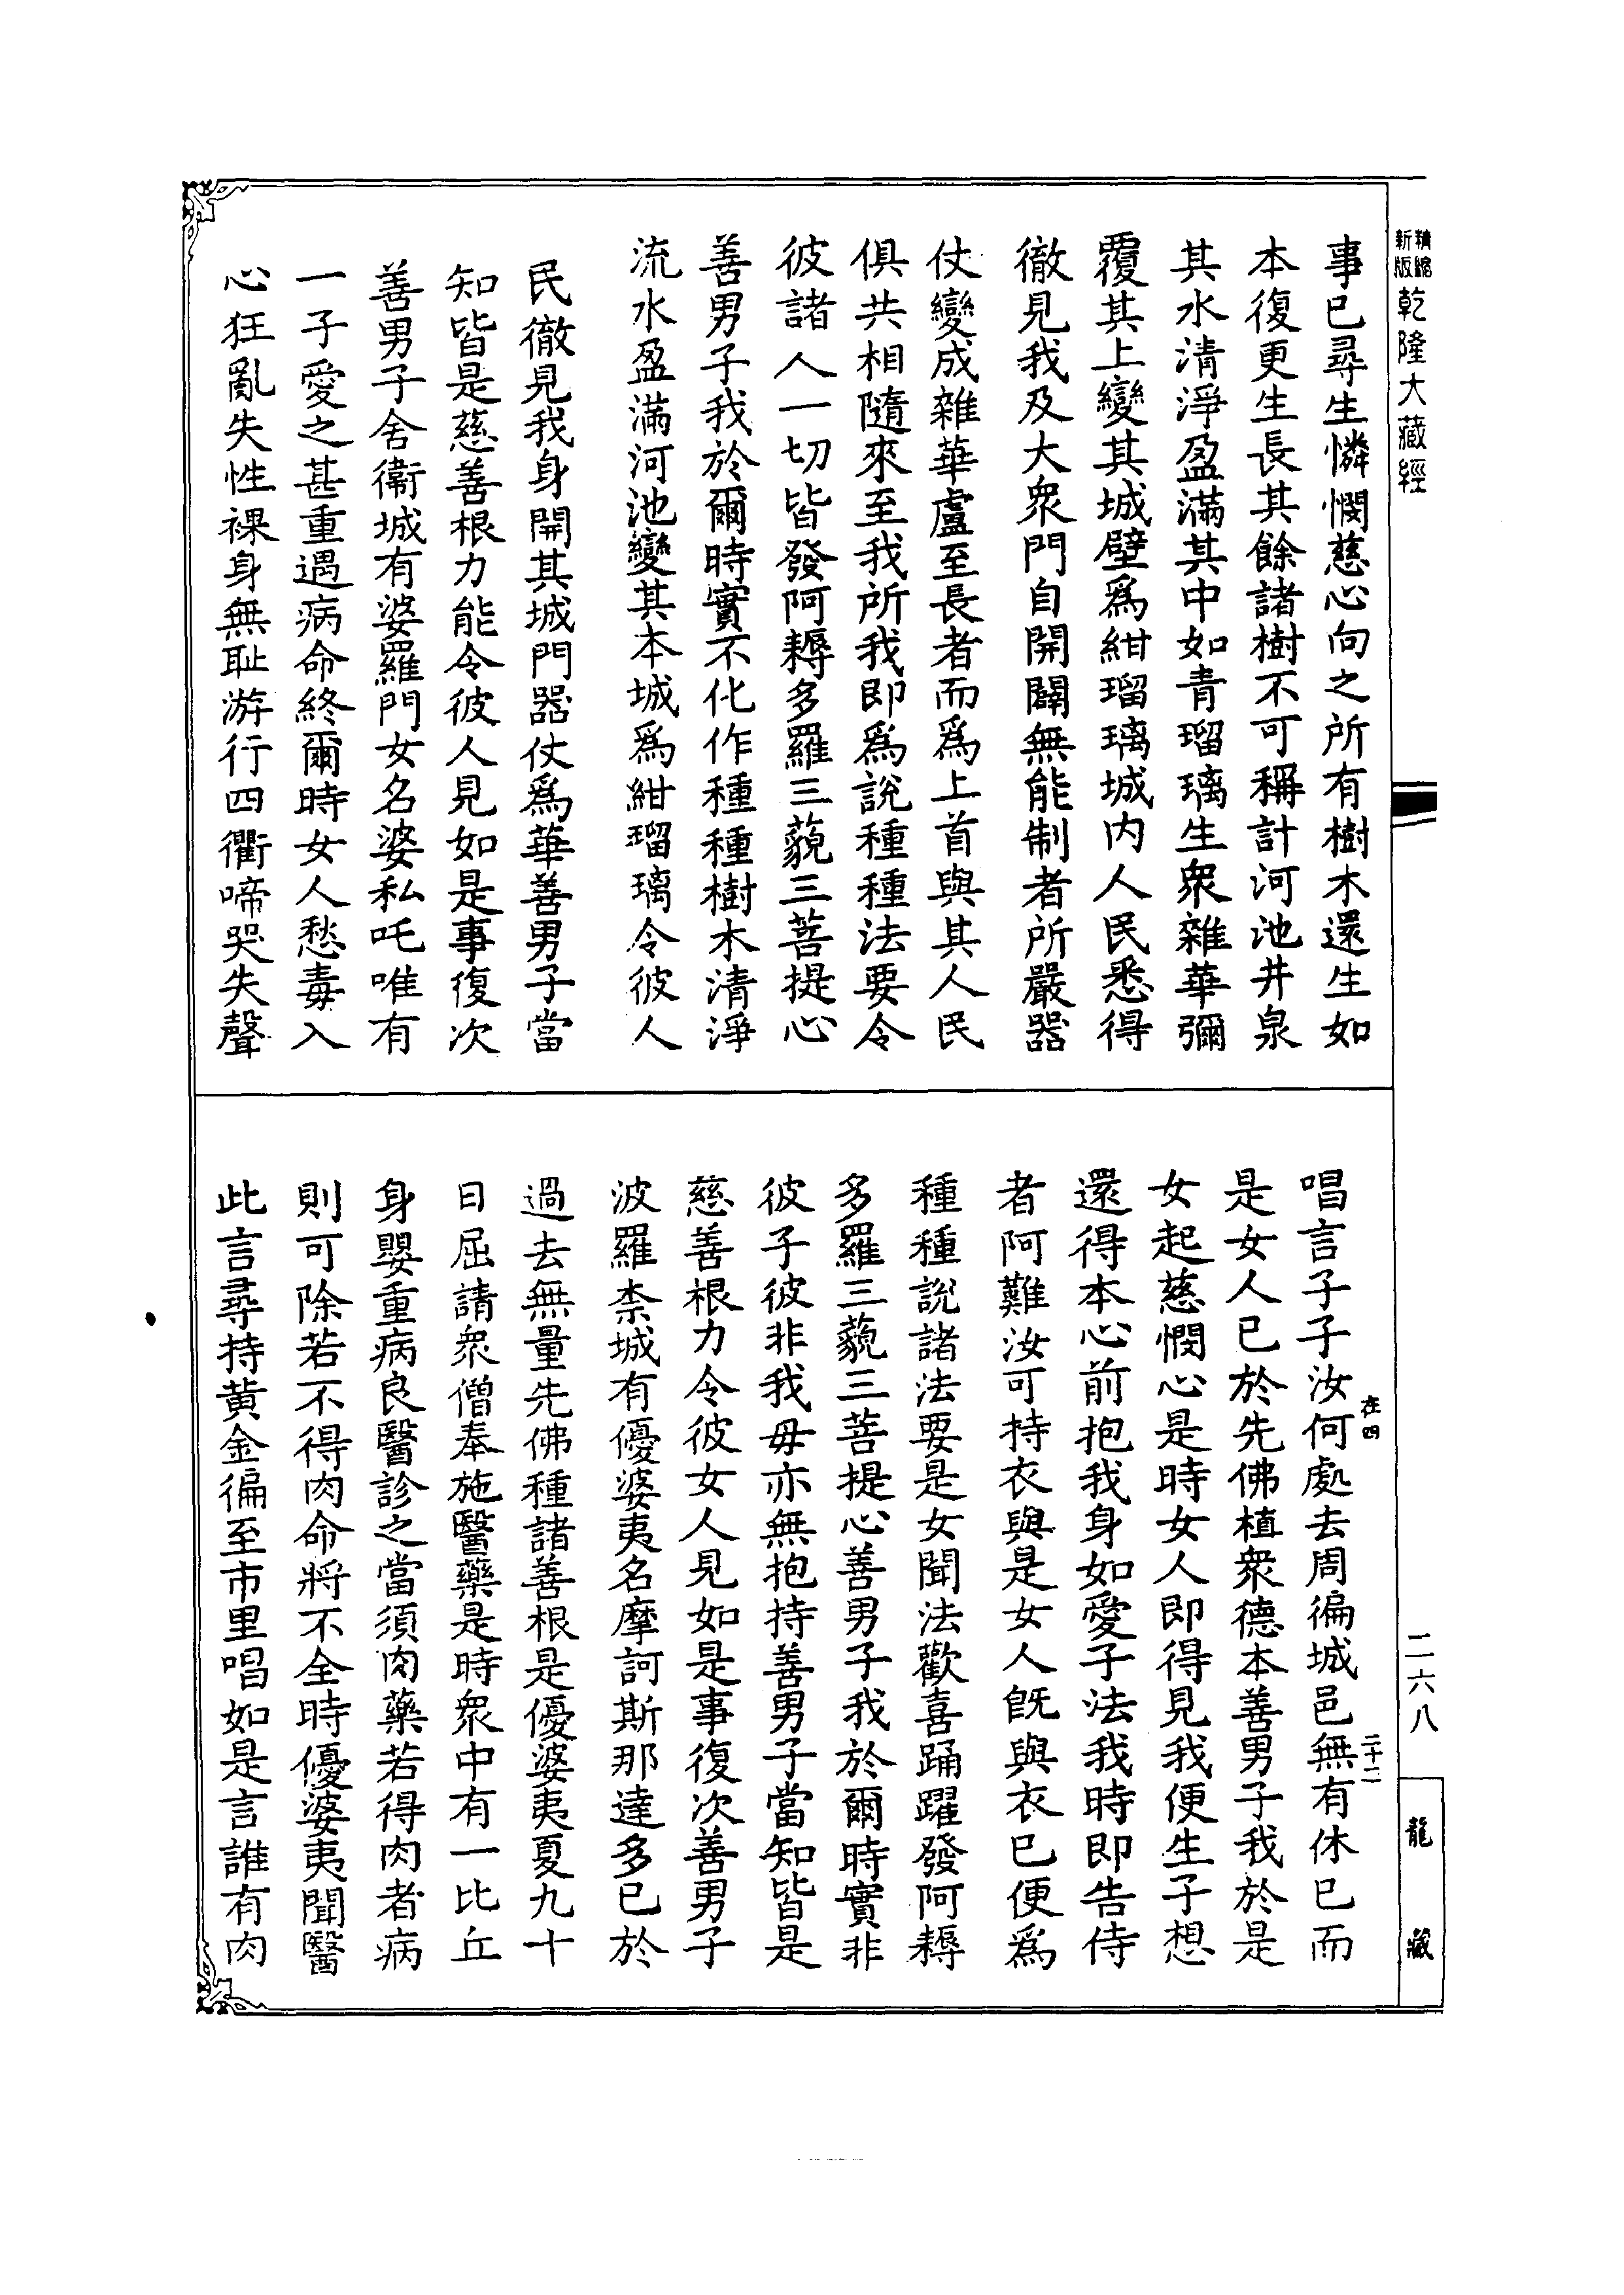 精縮新版乾隆大藏經
事已尋生憐憫慈心向之所有樹木還生如
本復更生長其餘諸樹不可稱計河池井泉
其水清淨盈滿其中如青瑠璃生衆雜華彌
覆其上變其城壁爲紺瑠璃城内人民悉得
徹見我及大衆門自開闢無能制者所嚴器
仗變成雜華盧至長者而爲上首與其人民
俱共相隨來至我所我即爲說種種法要令
彼諸人一切皆發阿耨多羅三藐三菩提心
善男子我於爾時實不化作種種樹木清淨
流水盈滿河池變其本城爲紺瑠璃令彼人
民徹見我身開其城門器仗爲華善男子當
知皆是慈善根力能令彼人見如是事復次
善男子舍衞城有婆羅門女名婆私吒唯有
一子愛之甚重遇病命終爾時女人愁毒入
心狂亂失性裸身無恥游行四衢啼哭失聲
唱言子子汝何處去周徧城邑無有休已而
是女人已於先佛植衆德本善男子我於是
女起慈憫心是時女人即得見我便生子想
還得本心前抱我身如愛子法我時即告侍
者阿難汝可持衣與是女人旣與衣已便爲
種種說諸法要是女聞法歡喜踊躍發阿耨
多羅三藐三菩提心善男子我於爾時實非
彼子彼非我母亦無抱持善男子當知皆是
慈善根力令彼女人見如是事復次善男子
波羅柰城有優婆夷名摩訶斯那達多已於
過去無量先佛種諸善根是優婆夷夏九十
日屈請衆僧奉施醫藥是時衆中有一比丘
身嬰重病良醫診之當須肉藥若得肉者病
則可除若不得肉命將不全時優婆夷聞醫
此言尋持黄金徧至市里唱如是言誰有肉
在四
二十二
二六八
龍藏